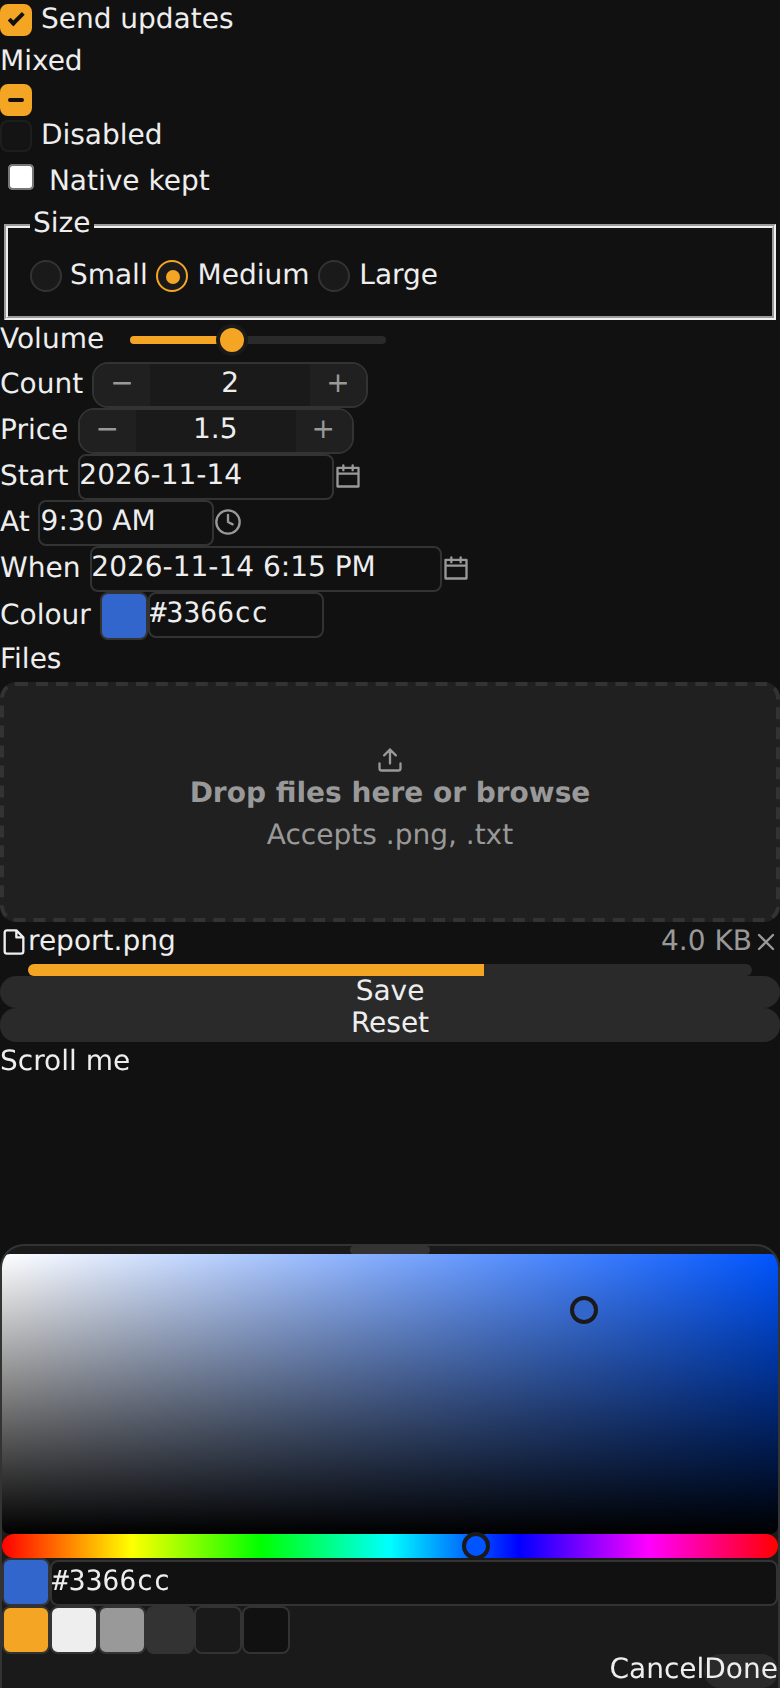 Send updates
Mixed
Disabled
Native kept
Size
Small Medium Large
Volume
Count − 2 +
Price − 1.5 +
Start 2026-11-14
At 9:30 AM
When 2026-11-14 6:15 PM
Colour #3366cc
Files
Drop files here or browse
Accepts .png, .txt
report.png 4.0 KB
Save
Reset
Scroll me
#3366cc
Cancel Done